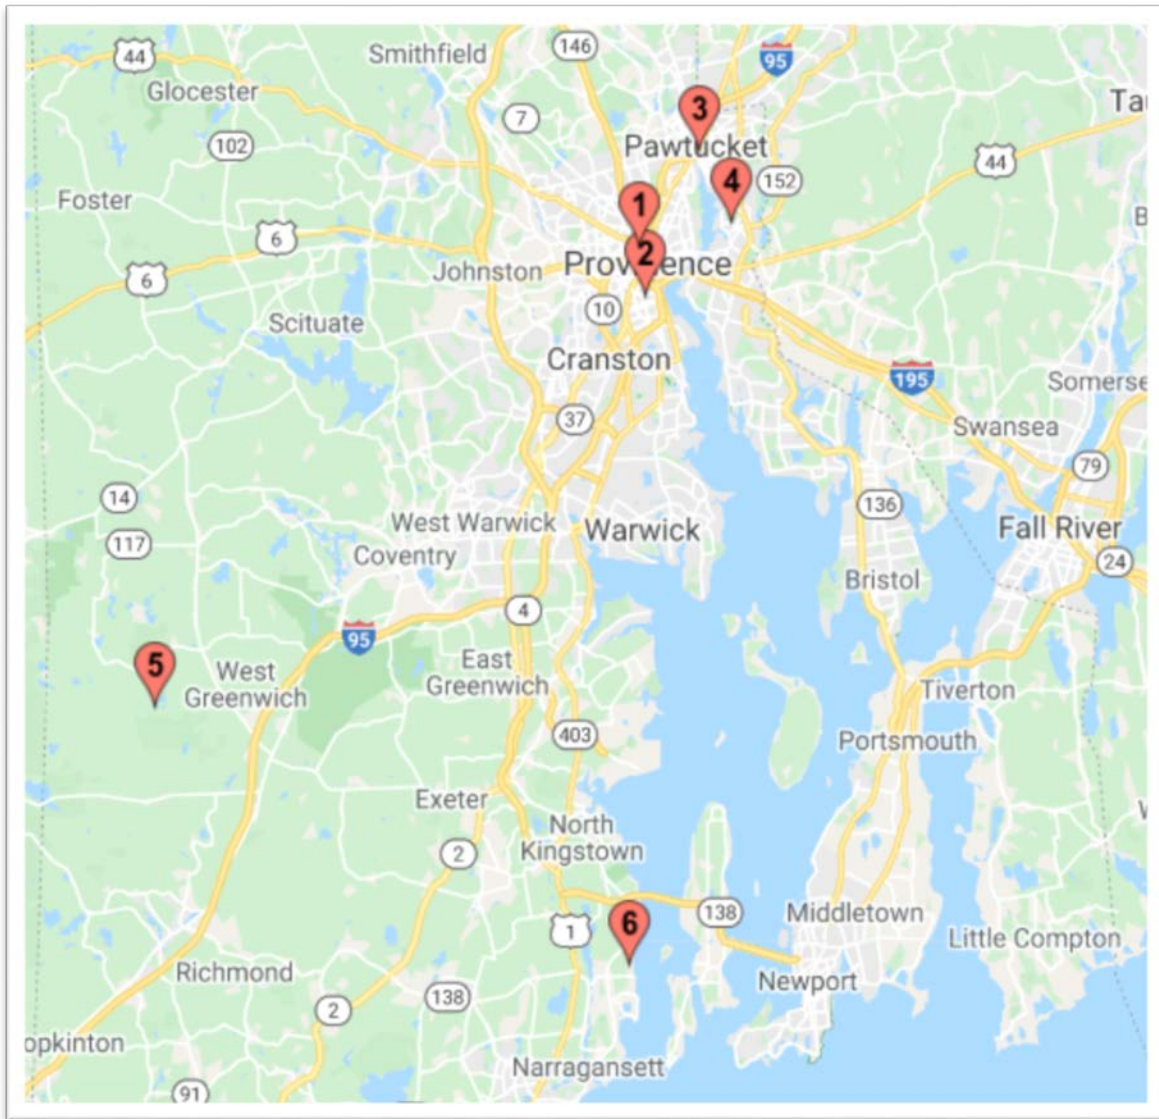 Smithfield
146
95
44
Glocester
Ta
7
3
102
Pawtucket
44
4
152
Foster
1
6
2
Johnston
Providence
6
10
Scituate
Cranston
195
Somerse
37
Swansea
79
14
136
West Warwick
Warwick
Fall River
117
Coventry
24
Bristol
4
95
5
West
Greenwich
East
Greenwich
Tiverton
403
Portsmouth
Exeter
North
Kingstown
2
6
138
Middletown
1
Little Compton
Richmond
Newport
138
2
opkinton
Narragansett
91